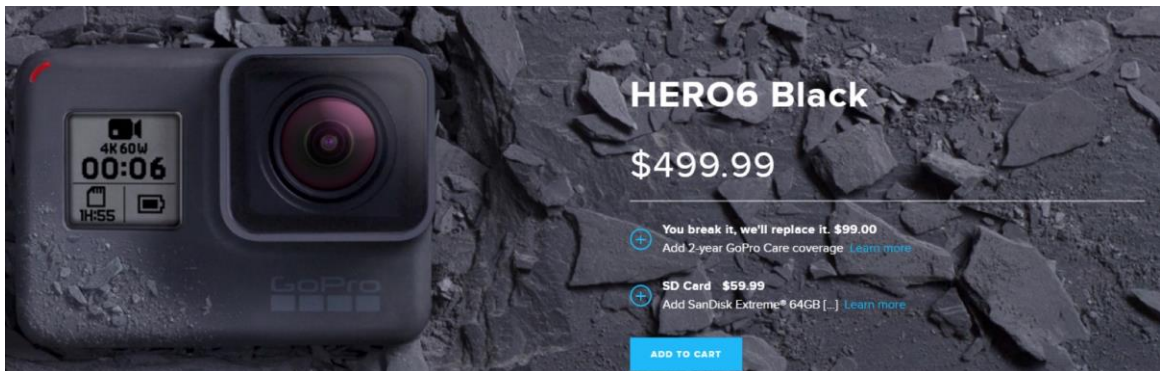 4K 60W
00:06
1H:55
GoPro
HERO6 Black
$499.99
You break it, we'll replace it. $99.00
Add 2-year GoPro Care coverage Learn more
SD Card $59.99
Add SanDisk Extreme® 64GB [...] Learn more
ADD TO CART